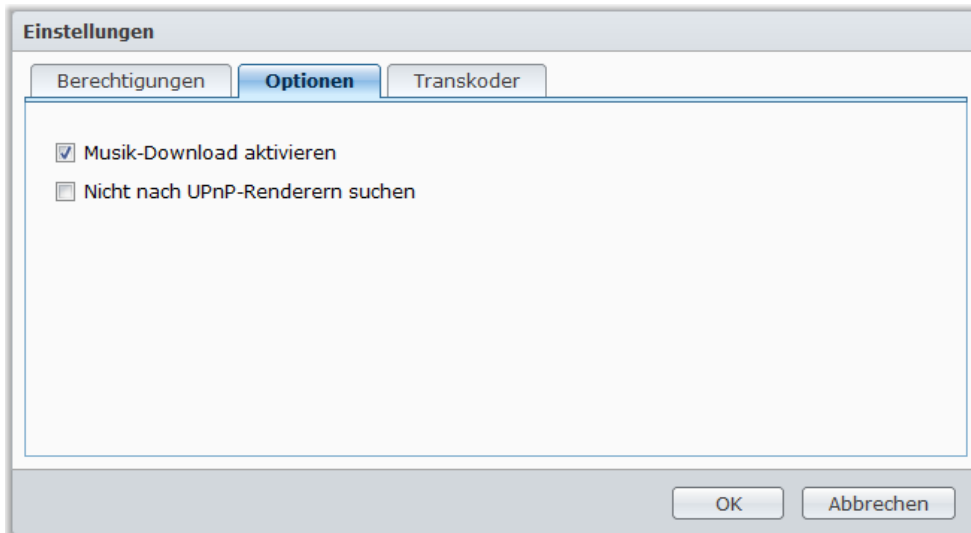 Einstellungen
Berechtigungen Optionen Transkoder
Musik-Download aktivieren
Nicht nach UPnP-Renderern suchen
OK Abbrechen